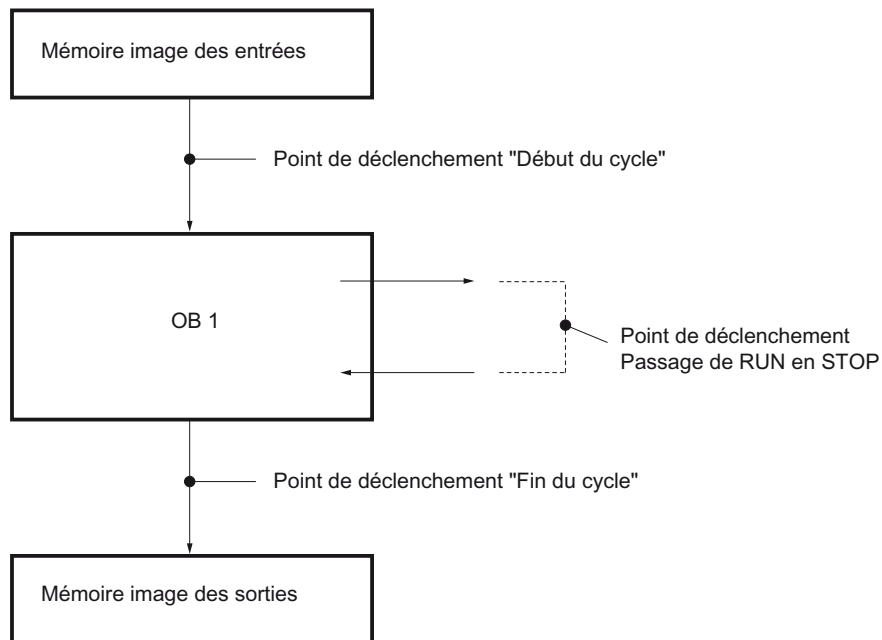 Mémoire image des entrées
Point de déclenchement "Début du cycle"
OB 1
Point de déclenchement
Passage de RUN en STOP
Point de déclenchement "Fin du cycle"
Mémoire image des sorties